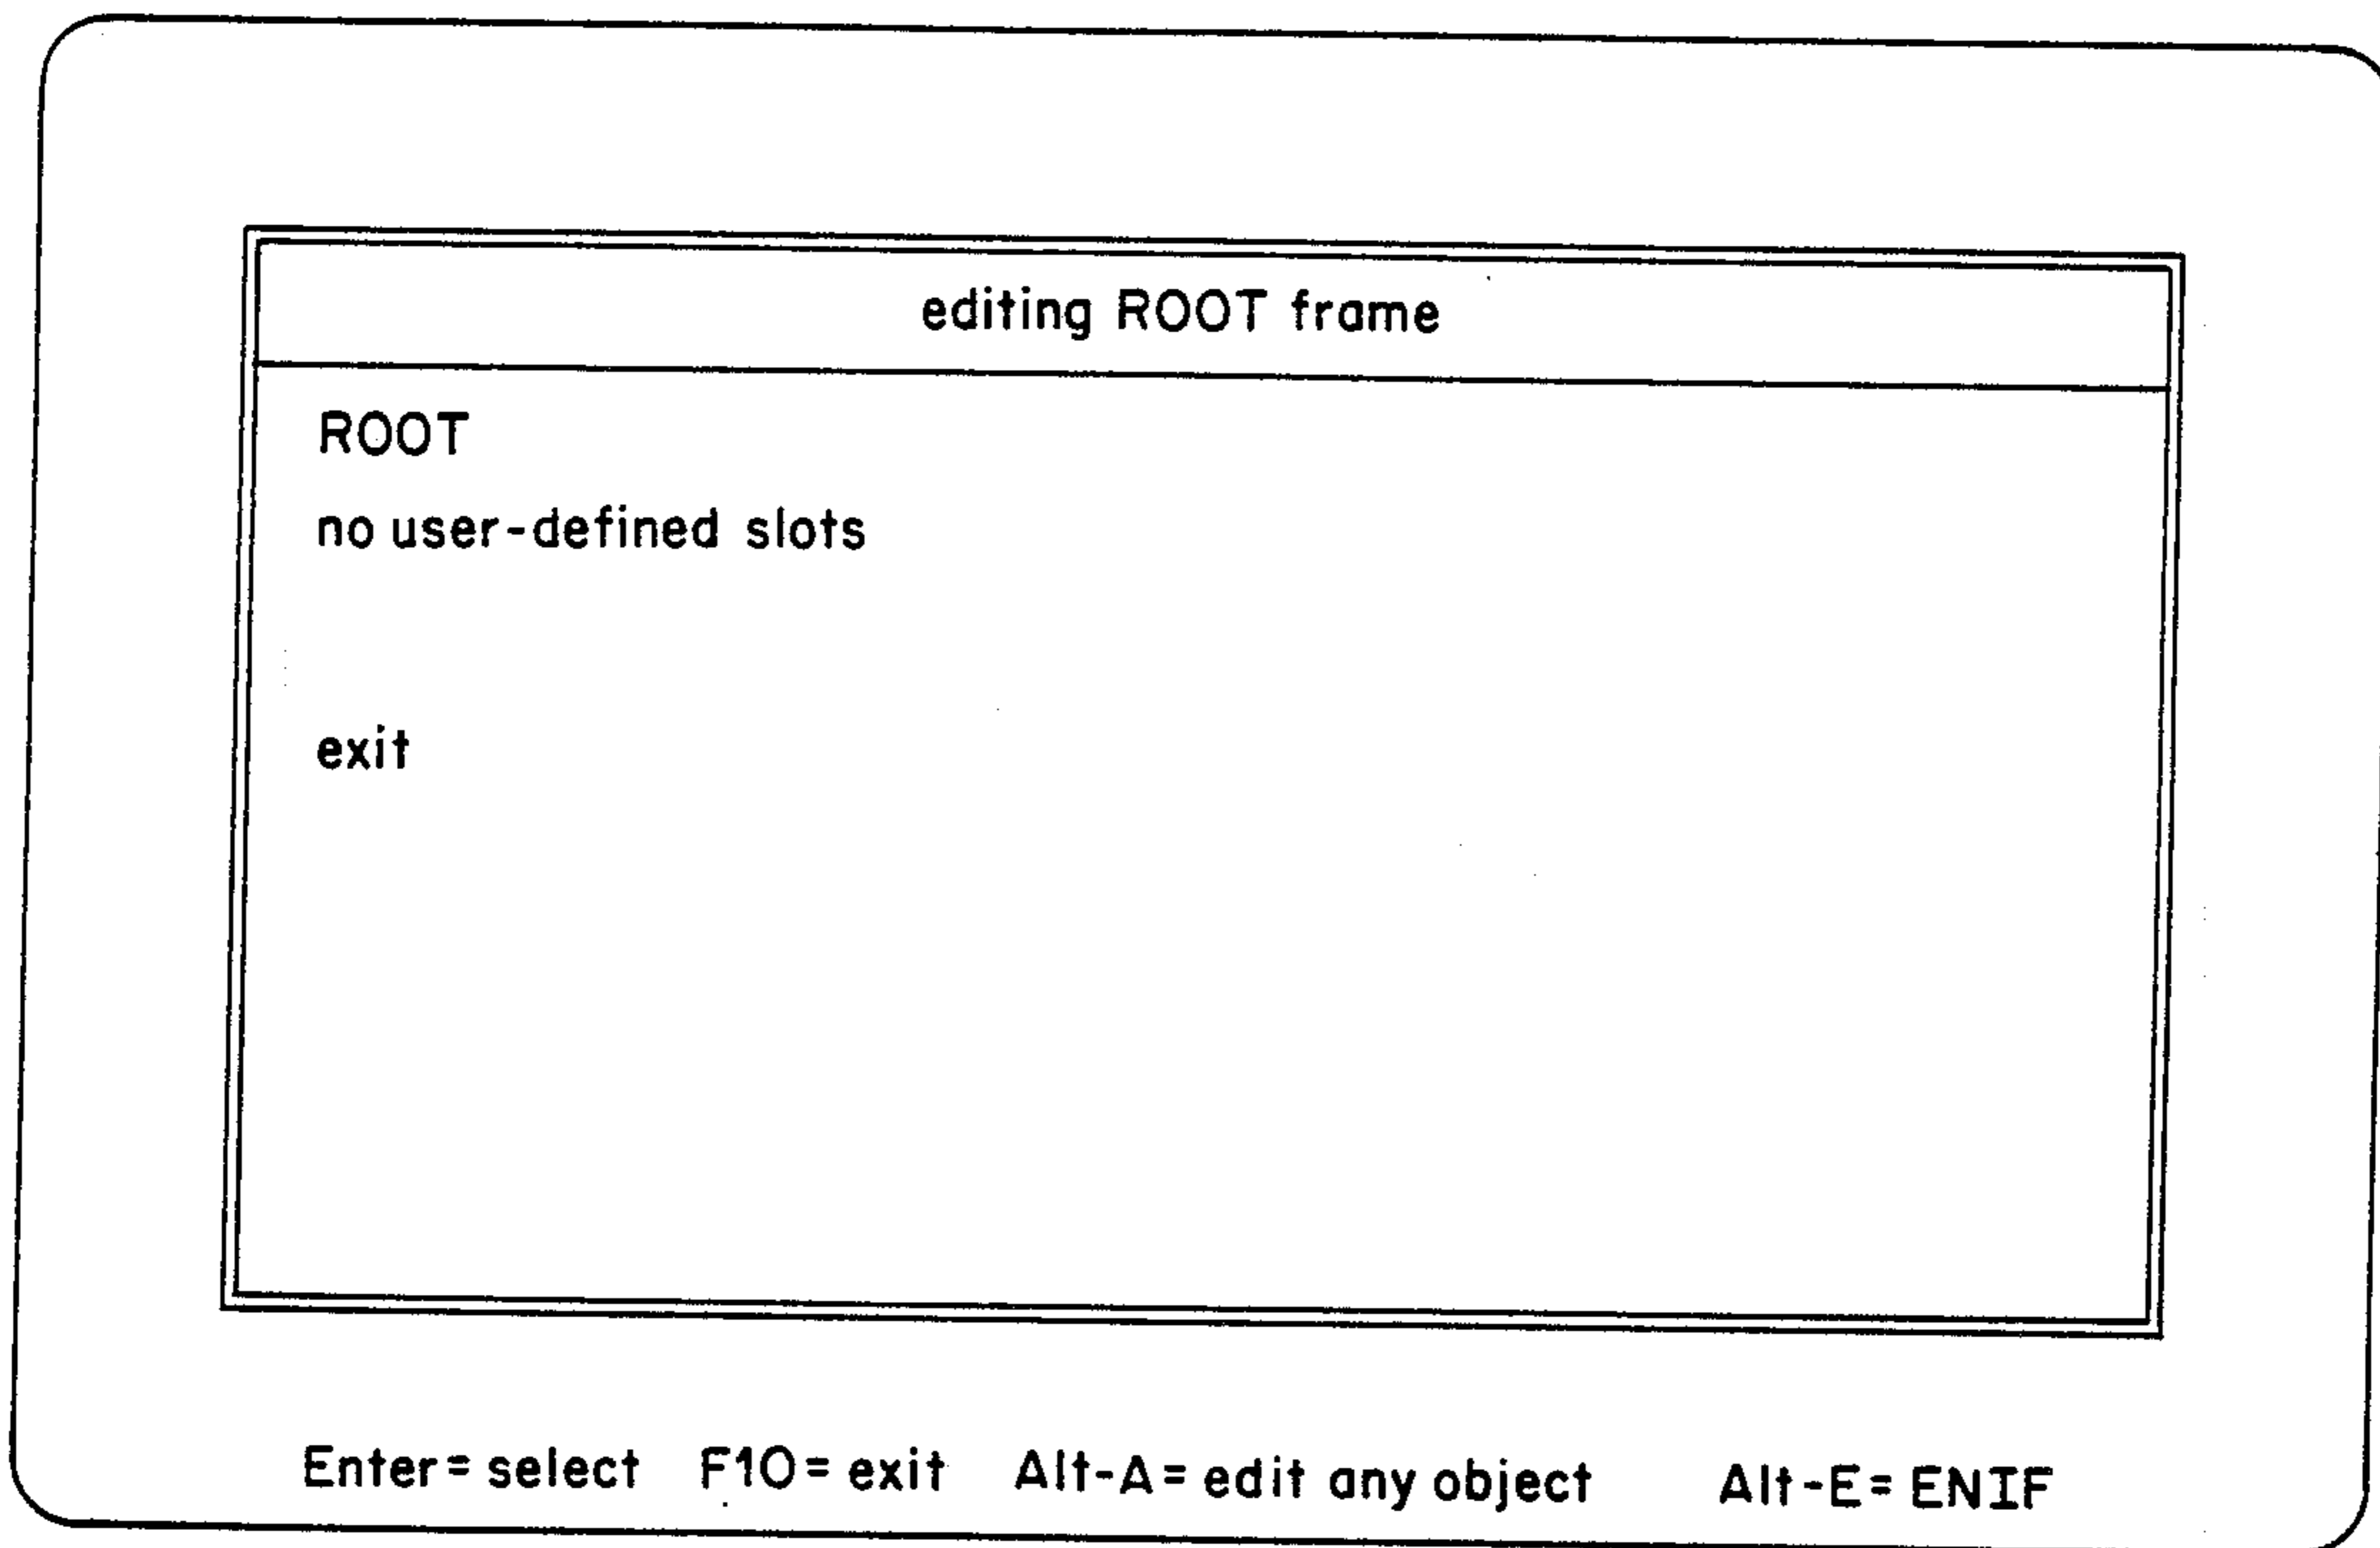 editing ROOT frame
ROOT
no user-defined slots
exit
Enter= select F10= exit Alt-A= edit any object Alt-E= ENIF